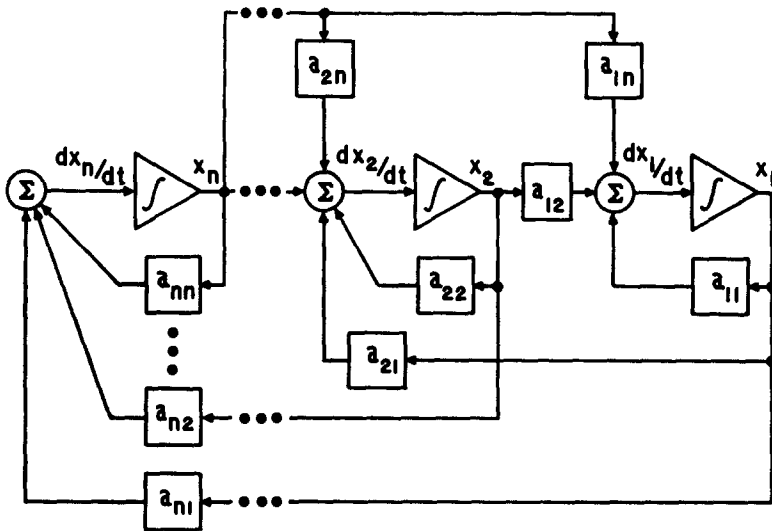 a2n
a1n
dxn/dt
xn
dx2/dt
x2
dx1/dt
x1
Σ
∫
Σ
∫
a12
Σ
∫
ann
a22
a11
a21
an2
an1